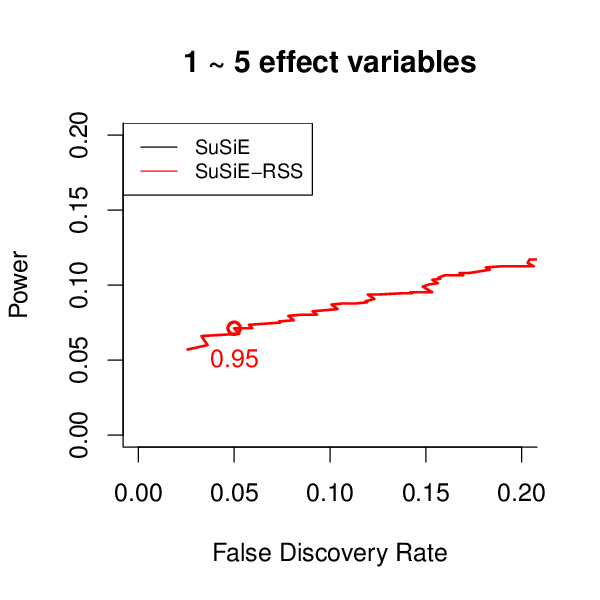 1 ~ 5 effect variables
SuSiE
SuSiE−RSS
0.20
0.15
0.10
0.05
0.00
Power
0.95
0.00 0.05 0.10 0.15 0.20
False Discovery Rate